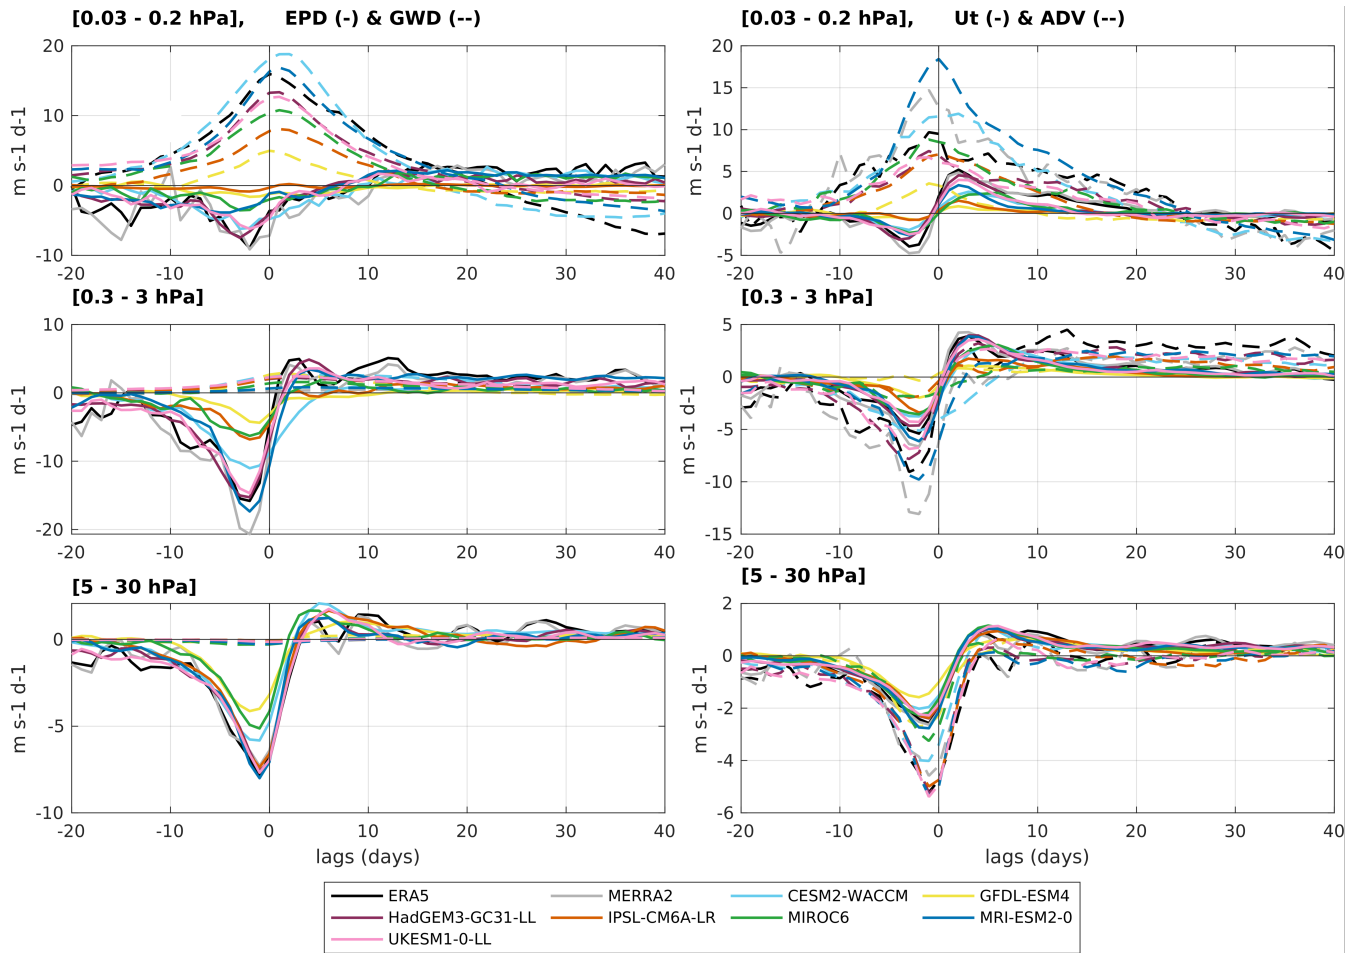 [0.03 - 0.2 hPa], EPD (-) & GWD (--)
20
10
0
-10
m s-1 d-1
-20 -10 0 10 20 30 40
[0.03 - 0.2 hPa], Ut (-) & ADV (--)
20
15
10
5
0
-5
m s-1 d-1
-20 -10 0 10 20 30 40
[0.3 - 3 hPa]
10
0
-10
-20
m s-1 d-1
-20 -10 0 10 20 30 40
[0.3 - 3 hPa]
5
0
-5
-10
-15
m s-1 d-1
-20 -10 0 10 20 30 40
[5 - 30 hPa]
0
-5
-10
m s-1 d-1
-20 -10 0 10 20 30 40
lags (days)
[5 - 30 hPa]
2
0
-2
-4
-6
m s-1 d-1
-20 -10 0 10 20 30 40
lags (days)
ERA5 MERRA2 CESM2-WACCM GFDL-ESM4
HadGEM3-GC31-LL IPSL-CM6A-LR MIROC6 MRI-ESM2-0
UKESM1-0-LL